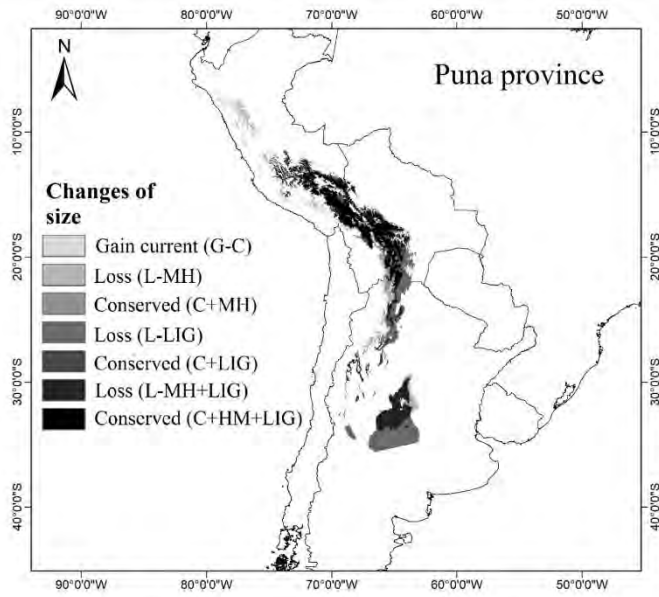 90°0'0"W 80°0'0"W 70°0'0"W 60°0'0"W 50°0'0"W
N
Puna province
10°0'0"S
10°0'0"S
Changes of
size
Gain current (G-C)
Loss (L-MH)
Conserved (C+MH)
Loss (L-LIG)
Conserved (C+LIG)
Loss (L-MH+LIG)
Conserved (C+HM+LIG)
20°0'0"S
20°0'0"S
30°0'0"S
30°0'0"S
40°0'0"S
40°0'0"S
90°0'0"W 80°0'0"W 70°0'0"W 60°0'0"W 50°0'0"W